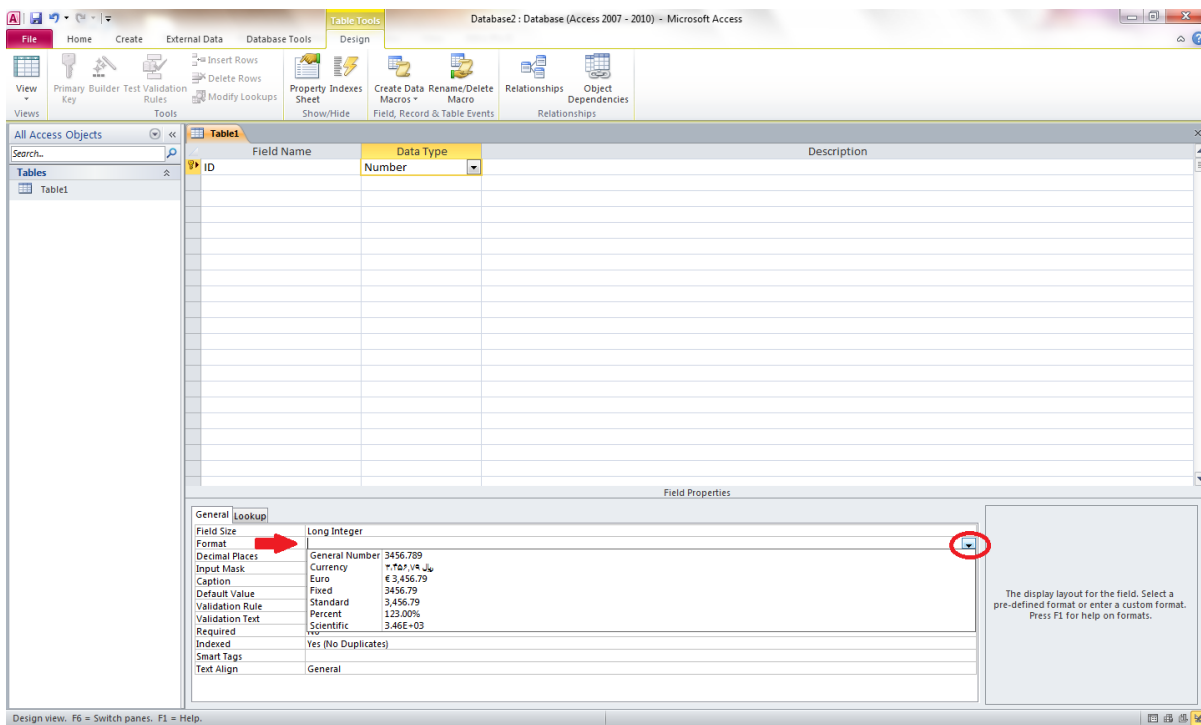 Table Tools
Database2 : Database (Access 2007 - 2010) - Microsoft Access
File Home Create External Data Database Tools Design
View
Views
Primary Key
Builder
Test Validation Rules
Insert Rows
Delete Rows
Modify Lookups
Tools
Property Sheet
Indexes
Show/Hide
Create Data Macros
Rename/Delete Macro
Field, Record & Table Events
Relationships
Object Dependencies
Relationships
All Access Objects
Search...
Tables
Table1
Table1
Field Name Data Type Description
ID Number
Field Properties
General Lookup
Field Size Long Integer
Format
Decimal Places
Input Mask
Caption
Default Value
Validation Rule
Validation Text
Required No
Indexed Yes (No Duplicates)
Smart Tags
Text Align General
General Number 3456.789
Currency ريال ۳،۴۵۶,۷۹
Euro € 3,456.79
Fixed 3456.79
Standard 3,456.79
Percent 123.00%
Scientific 3.46E+03
The display layout for the field. Select a
pre-defined format or enter a custom format.
Press F1 for help on formats.
Design view. F6 = Switch panes. F1 = Help.